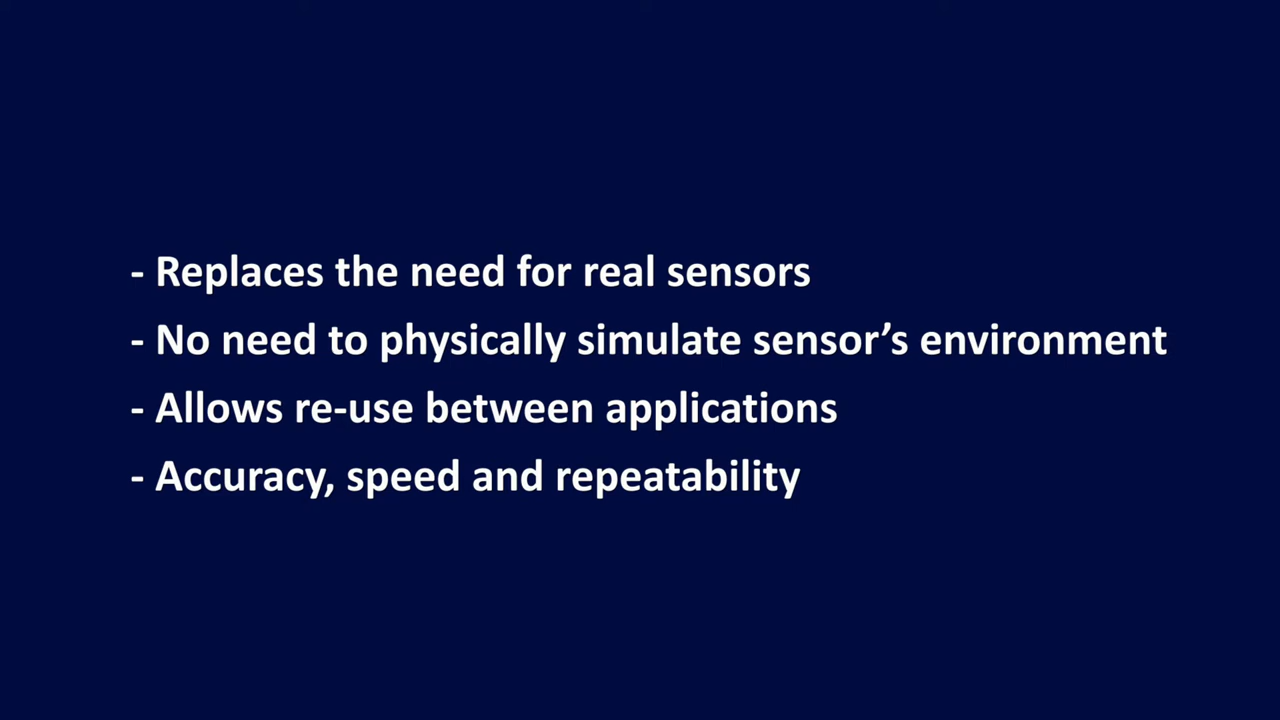 - Replaces the need for real sensors
- No need to physically simulate sensor’s environment
- Allows re-use between applications
- Accuracy, speed and repeatability